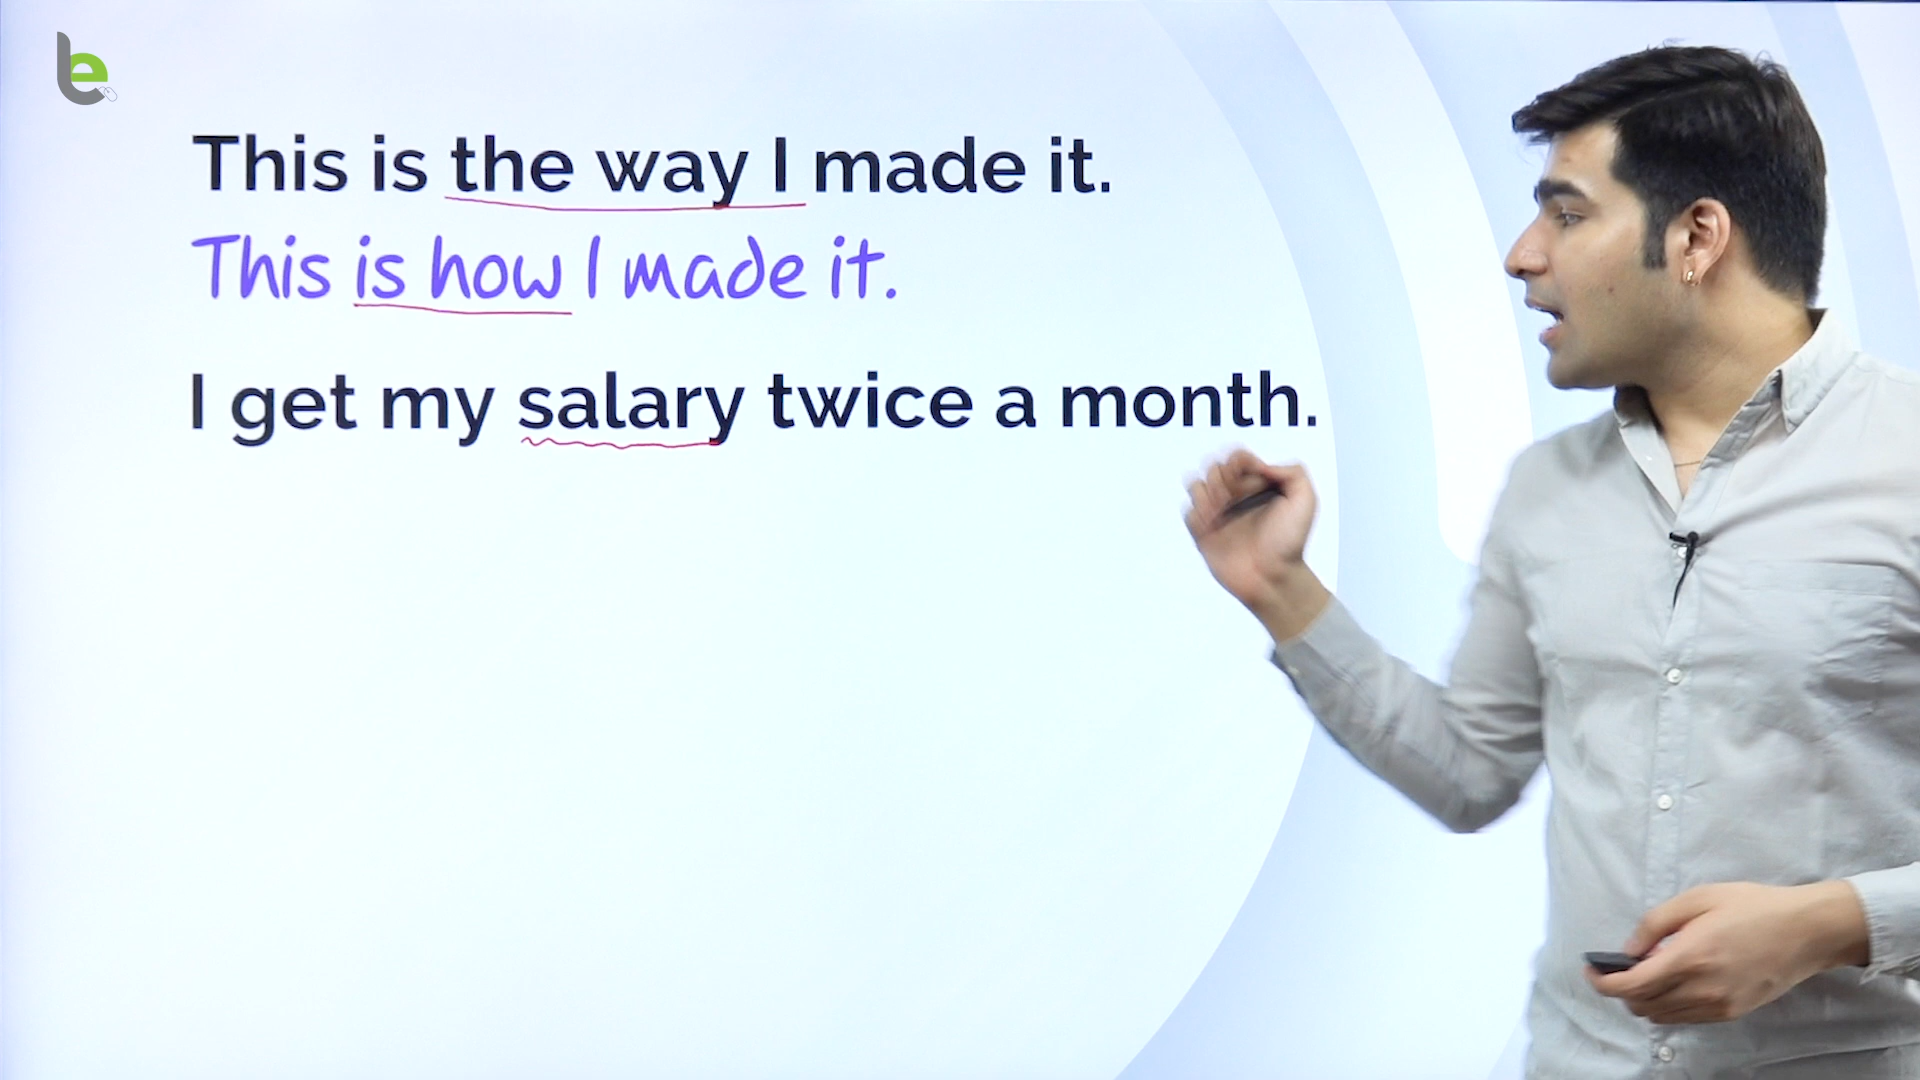 This is the way I made it.
This is how I made it.
I get my salary twice a month.